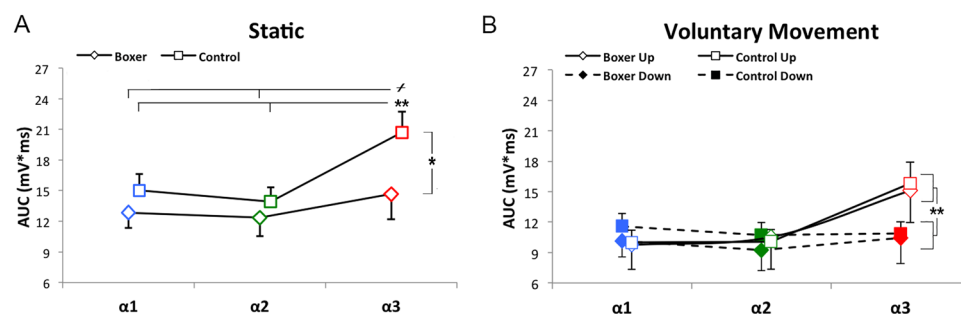 A
Static
Boxer Control
AUC (mV*ms)
27
24
21
18
15
12
9
6
≁
**
*
α1 α2 α3
B
Voluntary Movement
Boxer Up Control Up
Boxer Down Control Down
AUC (mV*ms)
27
24
21
18
15
12
9
6
**
α1 α2 α3